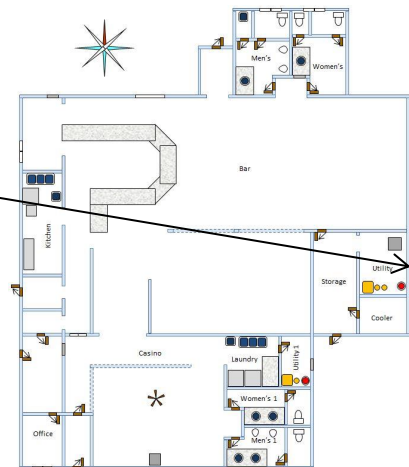 Men's
Women's
Bar
Kitchen
Utility
Storage
Cooler
Casino
Laundry
Utility 1
Women's 1
Office
Men's 1